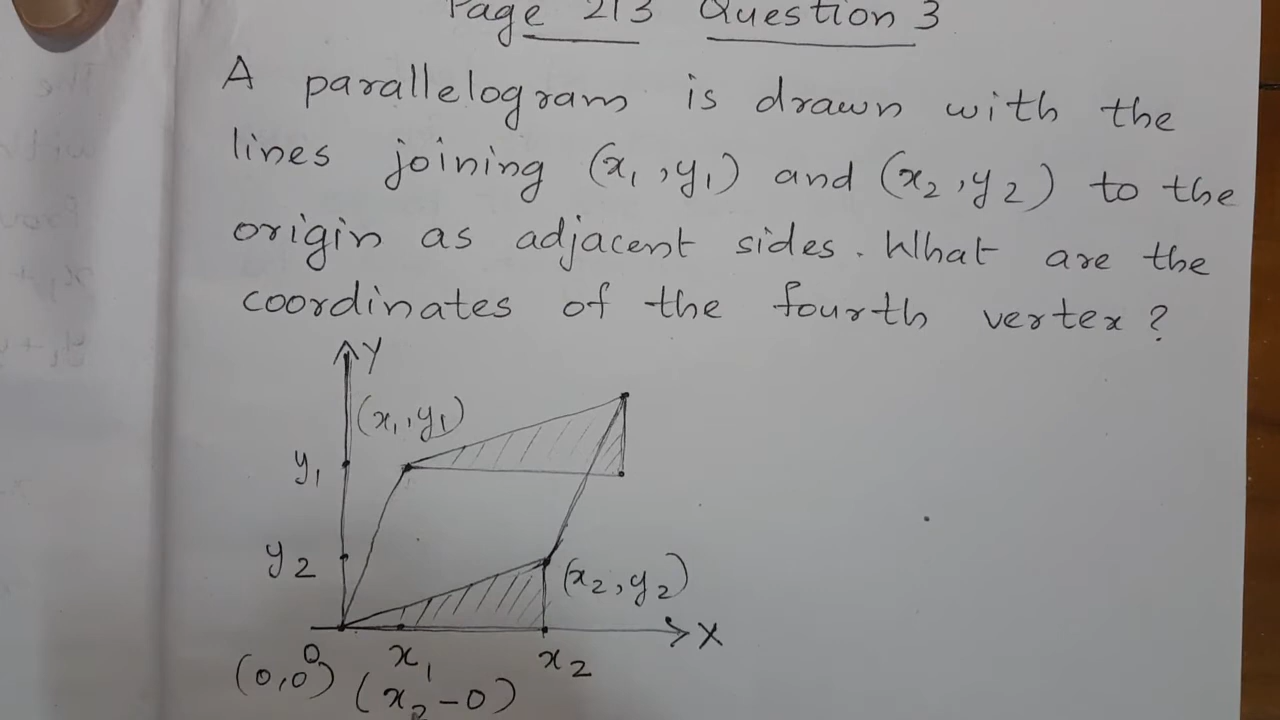 Page 213 Question 3
A parallelogram is drawn with the
lines joining (x₁,y₁) and (x₂,y₂) to the
origin as adjacent sides. What are the
coordinates of the fourth vertex?
Y
(x₁,y₁)
y₁
y₂
(x₂,y₂)
X
0
x₁
x₂
(0,0)
(x₂-0)